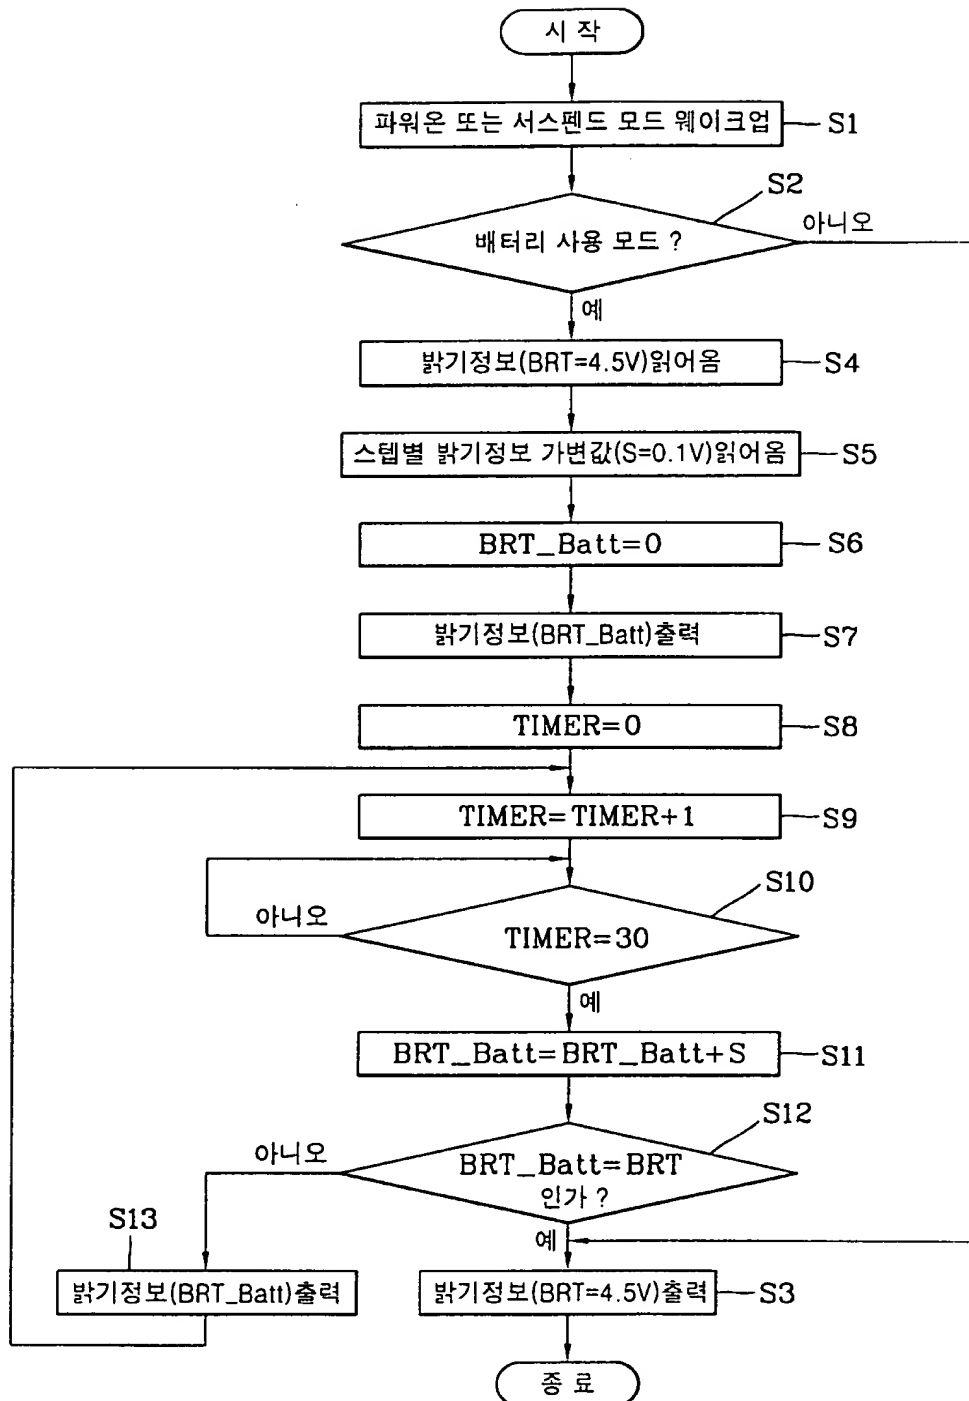 시 작
파워온 또는 서스펜드 모드 웨이크업
S1
S2
배터리 사용 모드 ?
아니오
예
밝기정보(BRT=4.5V)읽어옴
S4
스텝별 밝기정보 가변값(S=0.1V)읽어옴
S5
BRT_Batt=0
S6
밝기정보(BRT_Batt)출력
S7
TIMER=0
S8
TIMER=TIMER+1
S9
S10
아니오
TIMER=30
예
BRT_Batt=BRT_Batt+S
S11
S12
아니오
BRT_Batt=BRT
인가 ?
예
S13
밝기정보(BRT_Batt)출력
밝기정보(BRT=4.5V)출력
S3
종 료